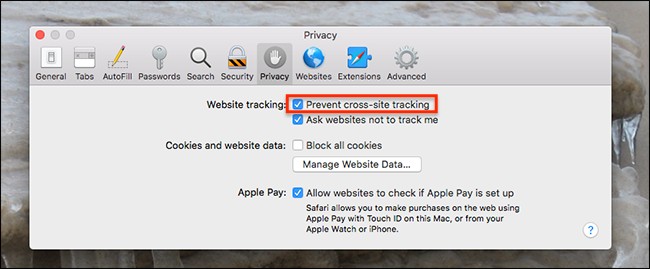 Privacy
General Tabs AutoFill Passwords Search Security Privacy Websites Extensions Advanced
Website tracking: Prevent cross-site tracking
Ask websites not to track me
Cookies and website data: Block all cookies
Manage Website Data...
Apple Pay: Allow websites to check if Apple Pay is set up
Safari allows you to make purchases on the web using
Apple Pay with Touch ID on this Mac, or from your
Apple Watch or iPhone.
?